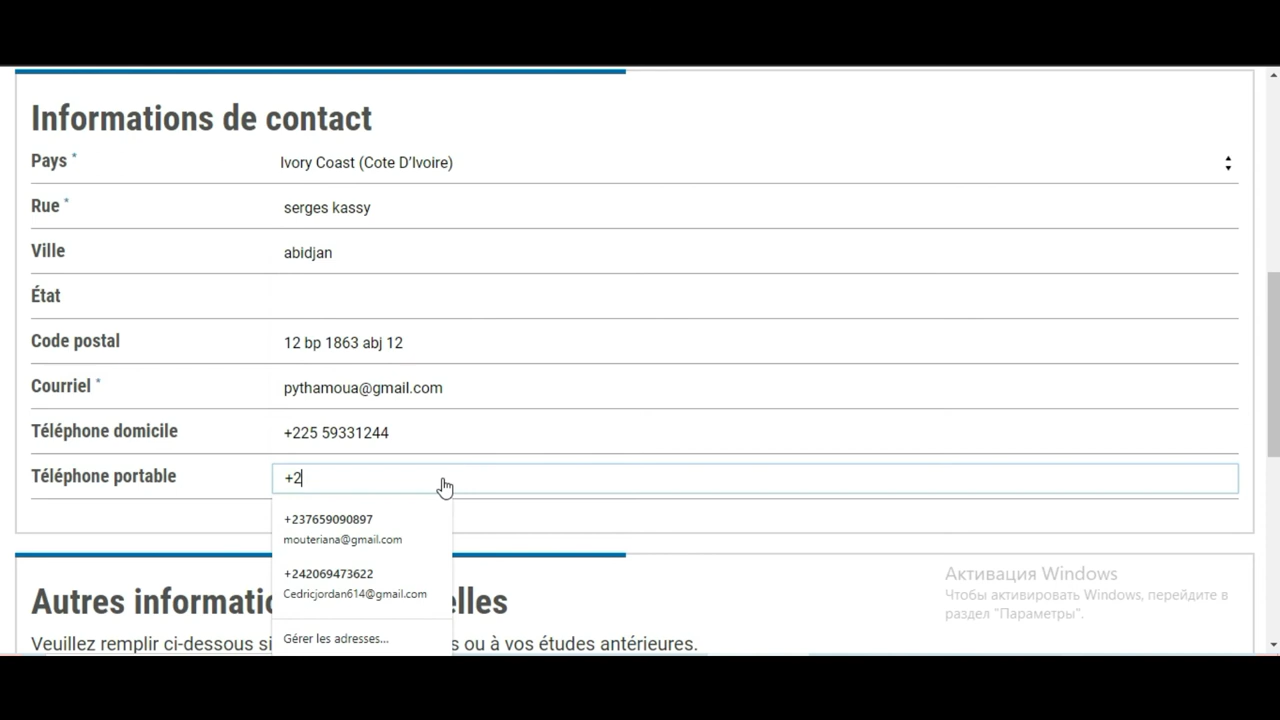 Informations de contact
Pays *
Ivory Coast (Cote D'Ivoire)
Rue *
serges kassy
Ville
abidjan
État
Code postal
12 bp 1863 abj 12
Courriel *
pythamoua@gmail.com
Téléphone domicile
+225 59331244
Téléphone portable
+2
+237659090897
mouteriana@gmail.com
+242069473622
Cedricjordan614@gmail.com
Gérer les adresses...
Autres informatio elles
Veuillez remplir ci-dessous si s ou à vos études antérieures.
Активация Windows
Чтобы активировать Windows, перейдите в
раздел "Параметры".